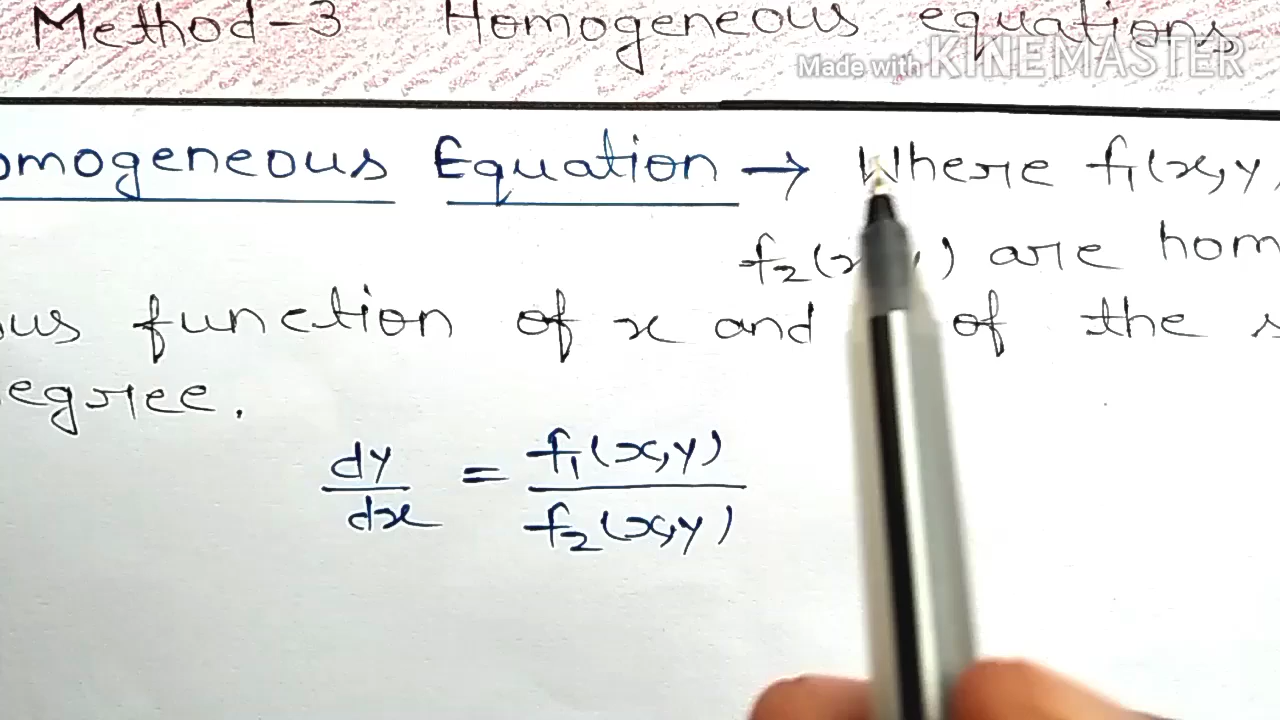 Method-3 Homogeneous equations
Made with KINEMASTER
omogeneous Equation → Where f₁(x,y,
f₂(x, ) are hom
us function of x and of the s
egree.
dy/dx = f₁(x,y)/f₂(x,y)